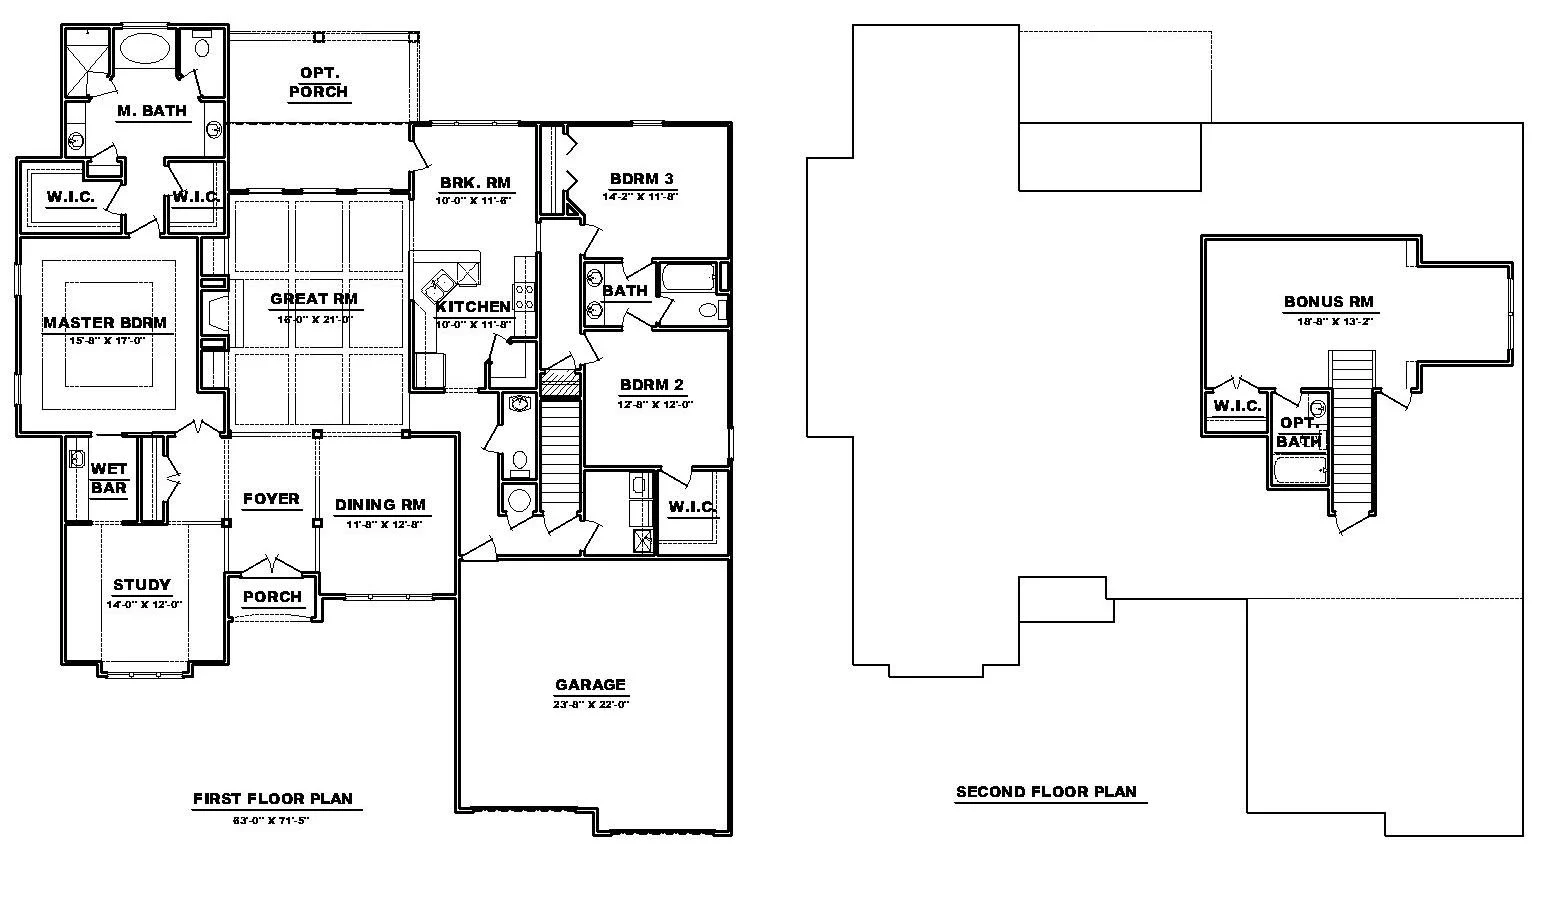 OPT.
PORCH
M. BATH
W.I.C.
W.I.C.
BRK. RM
10'-0" X 11'-6"
BDRM 3
14'-2" X 11'-8"
MASTER BDRM
15'-8" X 17'-0"
GREAT RM
16'-0" X 21'-0"
KITCHEN
10'-0" X 11'-8"
BATH
BDRM 2
12'-8" X 12'-0"
WET
BAR
FOYER
DINING RM
11'-8" X 12'-8"
W.I.C.
STUDY
14'-0" X 12'-0"
PORCH
GARAGE
23'-8" X 22'-0"
FIRST FLOOR PLAN
63'-0" X 71'-5"
BONUS RM
18'-8" X 13'-2"
W.I.C.
OPT.
BATH
SECOND FLOOR PLAN